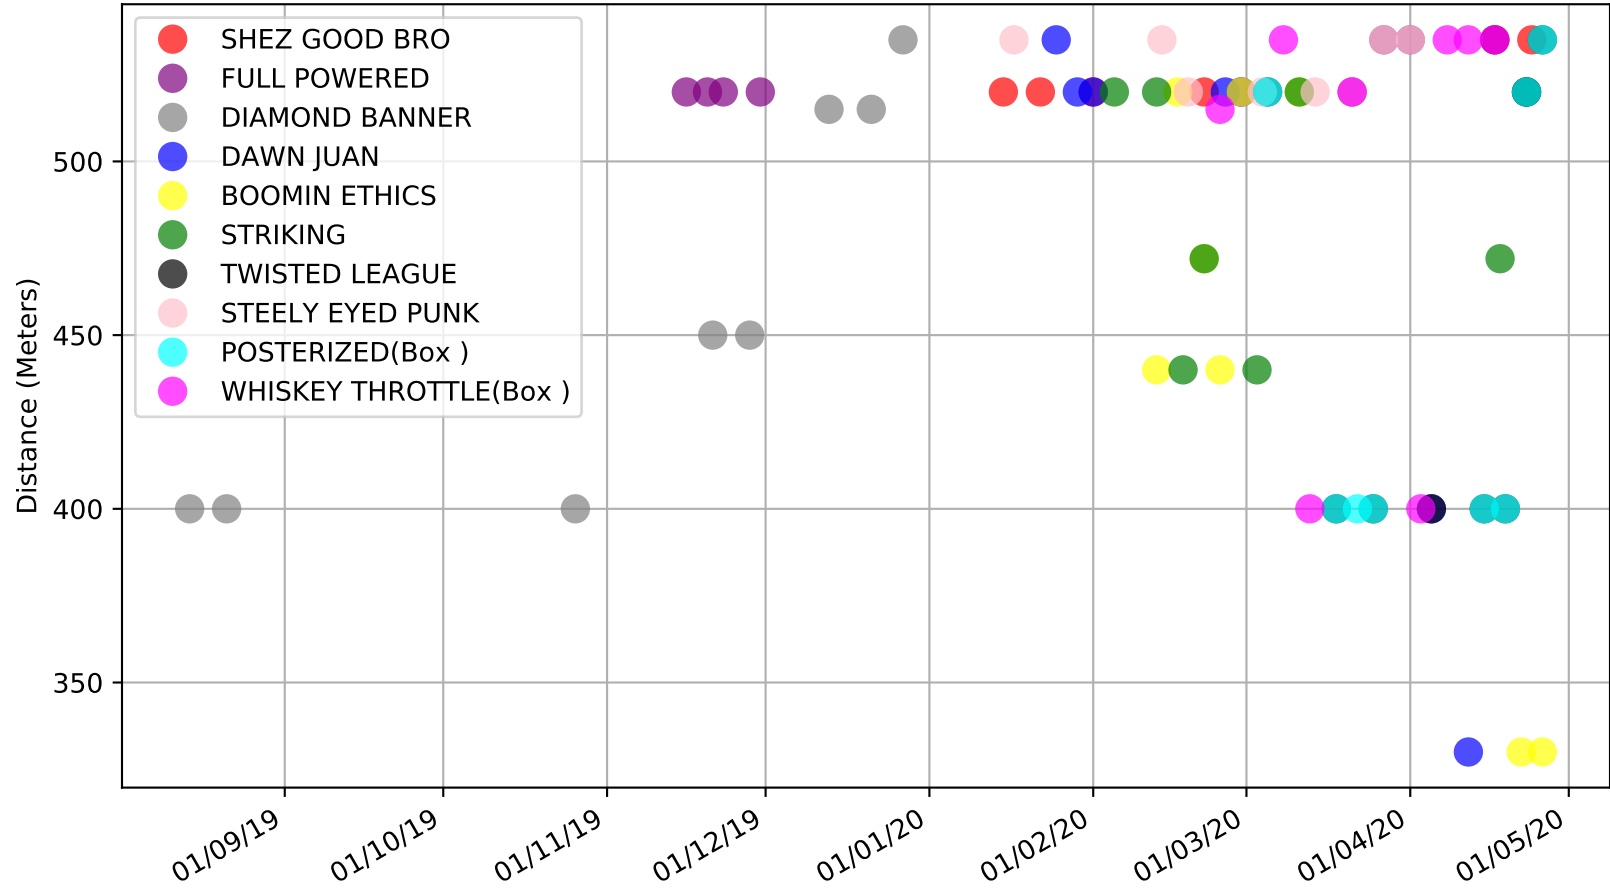 SHEZ GOOD BRO
FULL POWERED
DIAMOND BANNER
DAWN JUAN
BOOMIN ETHICS
STRIKING
TWISTED LEAGUE
STEELY EYED PUNK
POSTERIZED(Box )
WHISKEY THROTTLE(Box )
Distance (Meters)
500
450
400
350
01/09/19
01/10/19
01/11/19
01/12/19
01/01/20
01/02/20
01/03/20
01/04/20
01/05/20